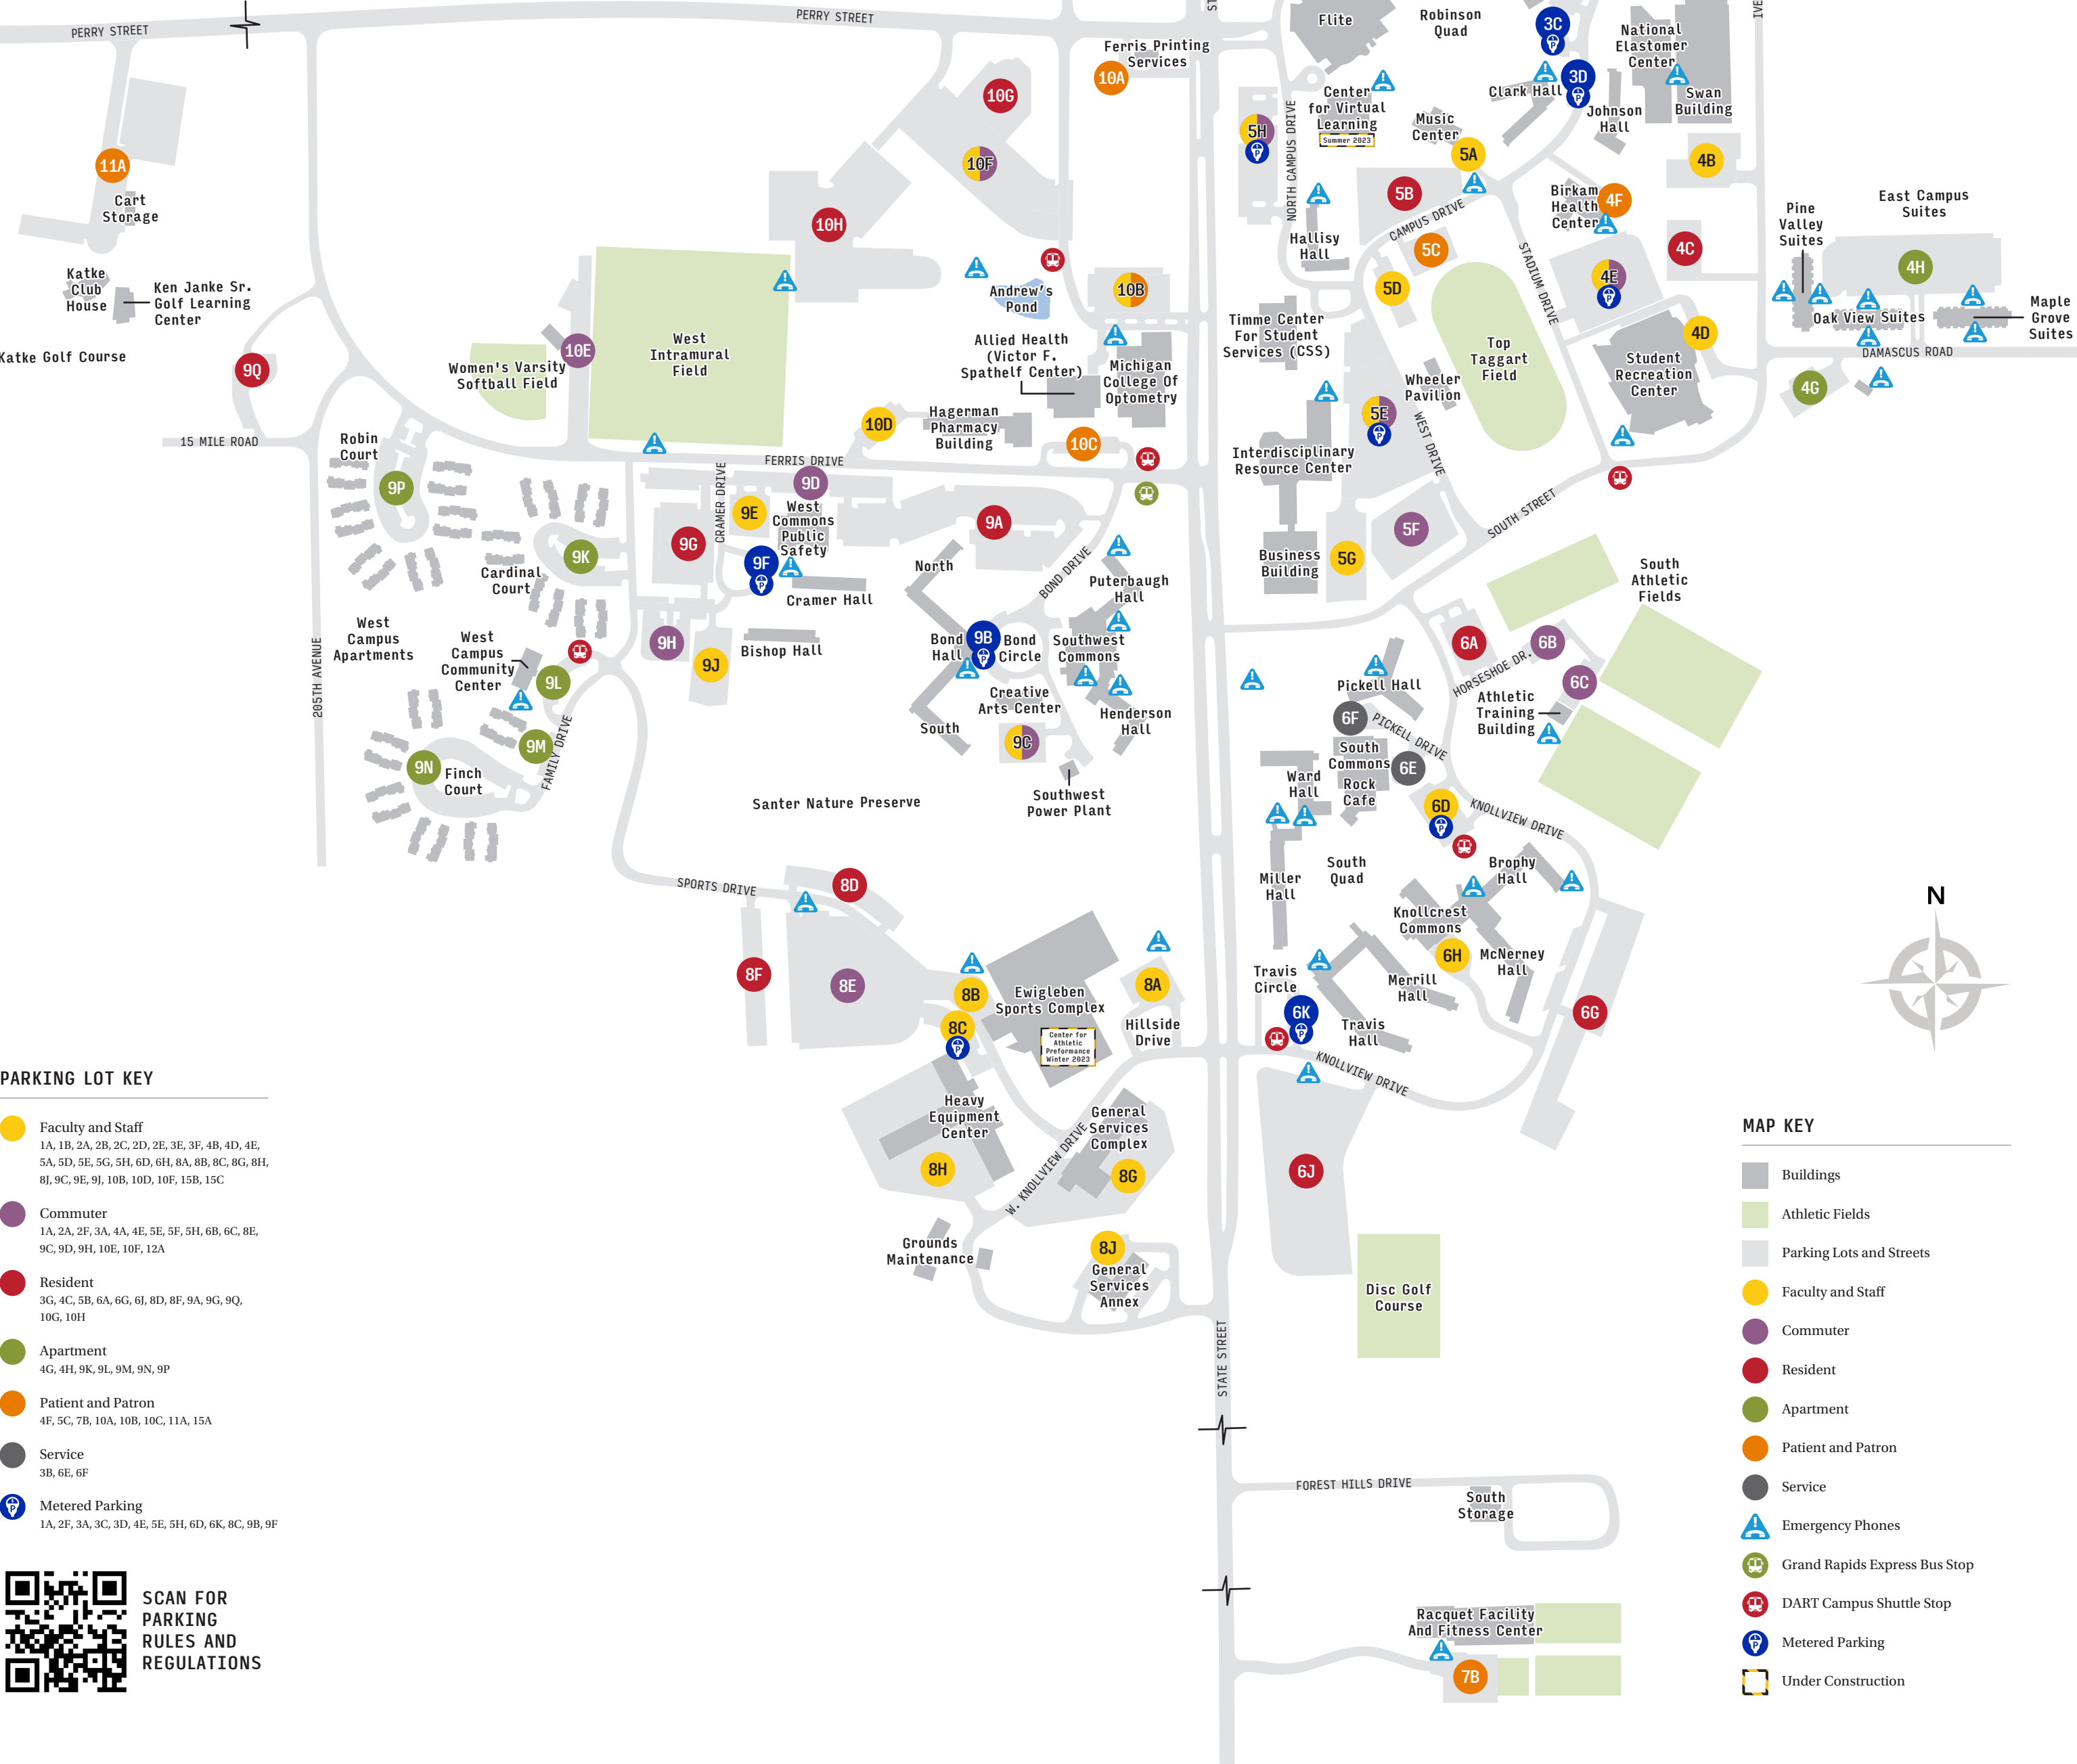 PERRY STREET
PERRY STREET
ST
Flite
Robinson
Quad
3C
National
Elastomer
Center
IVE
Ferris Printing
Services
10A
10G
Center
for Virtual
Learning
Summer 2023
Clark Hall
3D
Johnson
Hall
Swan
Building
Music
Center
5H
NORTH CAMPUS DRIVE
5A
4B
11A
Cart
Storage
10F
10H
5B
CAMPUS DRIVE
Birkam
Health
Center
4F
Pine
Valley
Suites
East Campus
Suites
Hallisy
Hall
5C
STADIUM DRIVE
4C
4E
4H
Katke
Club
House
Ken Janke Sr.
Golf Learning
Center
Andrew's
Pond
10B
5D
Oak View Suites
Maple
Grove
Suites
Timme Center
For Student
Services (CSS)
4D
Katke Golf Course
9Q
10E
West
Intramural
Field
Allied Health
(Victor F.
Spathelf Center)
Michigan
College Of
Optometry
Top
Taggart
Field
Student
Recreation
Center
DAMASCUS ROAD
Women's Varsity
Softball Field
Wheeler
Pavilion
4G
10D
Hagerman
Pharmacy
Building
5E
WEST DRIVE
15 MILE ROAD
Robin
Court
10C
FERRIS DRIVE
Interdisciplinary
Resource Center
9P
CRAMER DRIVE
9D
9E
West
Commons
Public
Safety
9A
5F
SOUTH STREET
9K
9G
9F
Cardinal
Court
Cramer Hall
North
BOND DRIVE
Puterbaugh
Hall
Business
Building
5G
South
Athletic
Fields
205TH AVENUE
West
Campus
Apartments
West
Campus
Community
Center
9H
9J
Bishop Hall
Bond
Hall
9B
Bond
Circle
Southwest
Commons
6A
6B
HORSESHOE DR.
9L
Creative
Arts Center
Henderson
Hall
Pickell Hall
6C
Athletic
Training
Building
South
9C
6F
PICKELL DRIVE
9M
FAMILY DRIVE
9N
Finch
Court
South
Commons
Rock
Cafe
6E
Ward
Hall
Santer Nature Preserve
Southwest
Power Plant
6D
KNOLLVIEW DRIVE
SPORTS DRIVE
8D
Miller
Hall
South
Quad
Brophy
Hall
Knollcrest
Commons
8F
8E
8B
8C
Ewigleben
Sports Complex
Center for
Athletic
Preformance
Winter 2023
8A
Hillside
Drive
Travis
Circle
6K
Travis
Hall
Merrill
Hall
6H
McNerney
Hall
6G
N
KNOLLVIEW DRIVE
Heavy
Equipment
Center
8H
W. KNOLLVIEW DRIVE
General
Services
Complex
8G
6J
Grounds
Maintenance
8J
General
Services
Annex
Disc Golf
Course
STATE STREET
FOREST HILLS DRIVE
South
Storage
Racquet Facility
And Fitness Center
7B
PARKING LOT KEY
Faculty and Staff
1A, 1B, 2A, 2B, 2C, 2D, 2E, 3E, 3F, 4B, 4D, 4E,
5A, 5D, 5E, 5G, 5H, 6D, 6H, 8A, 8B, 8C, 8G, 8H,
8J, 9C, 9E, 9J, 10B, 10D, 10F, 15B, 15C
Commuter
1A, 2A, 2F, 3A, 4A, 4E, 5E, 5F, 5H, 6B, 6C, 8E,
9C, 9D, 9H, 10E, 10F, 12A
Resident
3G, 4C, 5B, 6A, 6G, 6J, 8D, 8F, 9A, 9G, 9Q,
10G, 10H
Apartment
4G, 4H, 9K, 9L, 9M, 9N, 9P
Patient and Patron
4F, 5C, 7B, 10A, 10B, 10C, 11A, 15A
Service
3B, 6E, 6F
Metered Parking
1A, 2F, 3A, 3C, 3D, 4E, 5E, 5H, 6D, 6K, 8C, 9B, 9F
SCAN FOR
PARKING
RULES AND
REGULATIONS
MAP KEY
Buildings
Athletic Fields
Parking Lots and Streets
Faculty and Staff
Commuter
Resident
Apartment
Patient and Patron
Service
Emergency Phones
Grand Rapids Express Bus Stop
DART Campus Shuttle Stop
Metered Parking
Under Construction